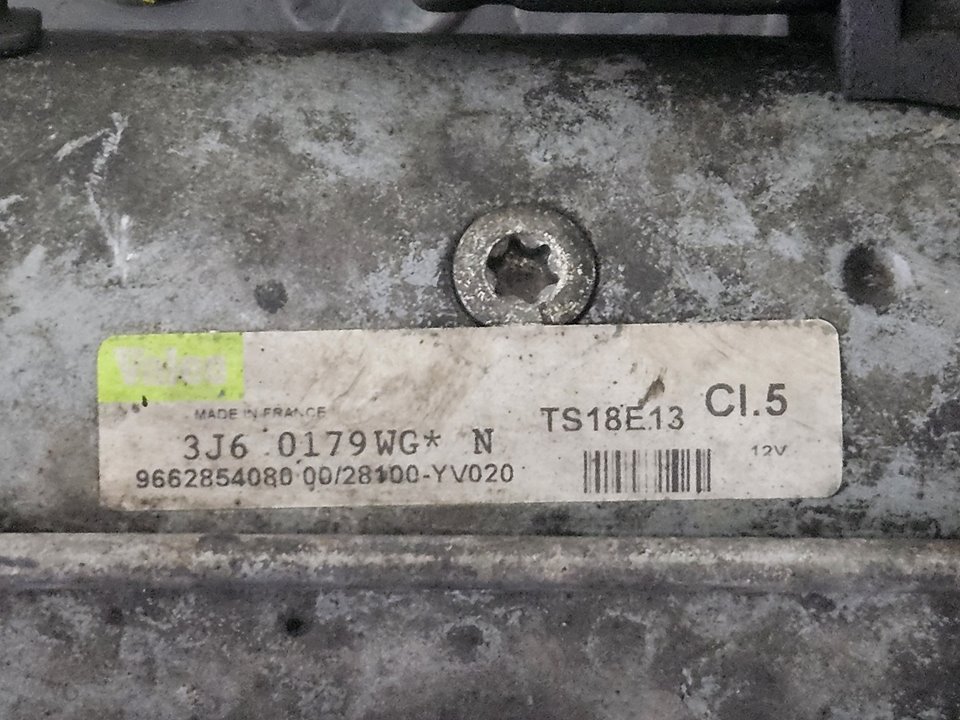 Valeo
MADE IN FRANCE
3J6 0179WG* N
9662854080 00/28100-YV020
TS18E13 Cl.5
12V